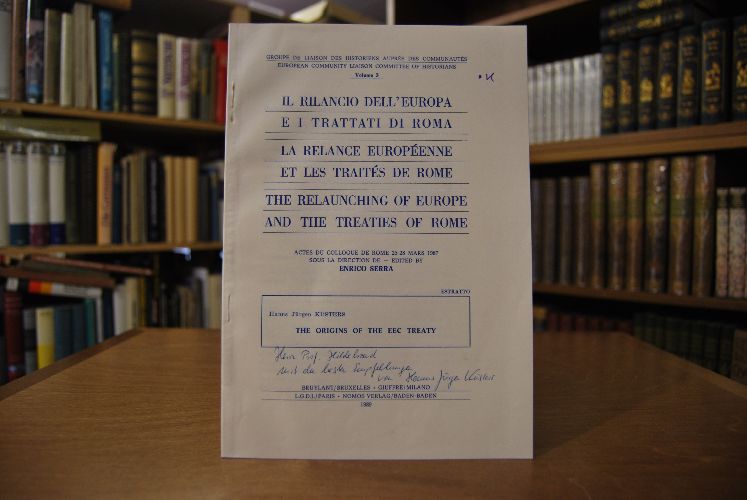 GROUPE DE LIAISON DES HISTORIENS AUPRÈS DES COMMUNAUTÉS
EUROPEAN COMMUNITY LIAISON COMMITTEE OF HISTORIANS
Volume 3
IL RILANCIO DELL'EUROPA
E I TRATTATI DI ROMA
LA RELANCE EUROPÉENNE
ET LES TRAITÉS DE ROME
THE RELAUNCHING OF EUROPE
AND THE TREATIES OF ROME
ACTES DU COLLOQUE DE ROME 25-28 MARS 1987
SOUS LA DIRECTION DE - EDITED BY
ENRICO SERRA
ESTRATTO
Hanns Jürgen KÜSTERS
THE ORIGINS OF THE EEC TREATY
Herrn Prof. Hildebrand
mit den besten Empfehlungen
von Hanns Jürgen Küsters
BRUYLANT/BRUXELLES - GIUFFRÈ/MILANO
L.G.D.J./PARIS - NOMOS VERLAG/BADEN-BADEN
1989